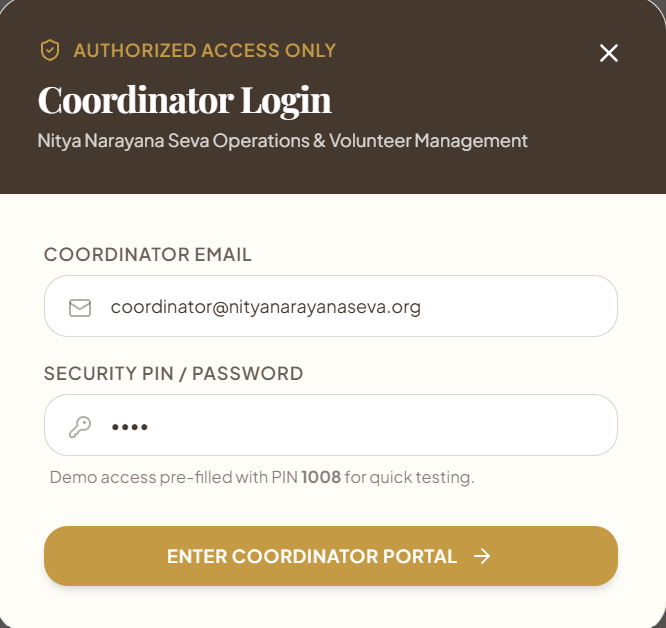 AUTHORIZED ACCESS ONLY
Coordinator Login
Nitya Narayana Seva Operations & Volunteer Management
COORDINATOR EMAIL
coordinator@nityanarayanaseva.org
SECURITY PIN / PASSWORD
••••
Demo access pre-filled with PIN 1008 for quick testing.
ENTER COORDINATOR PORTAL →